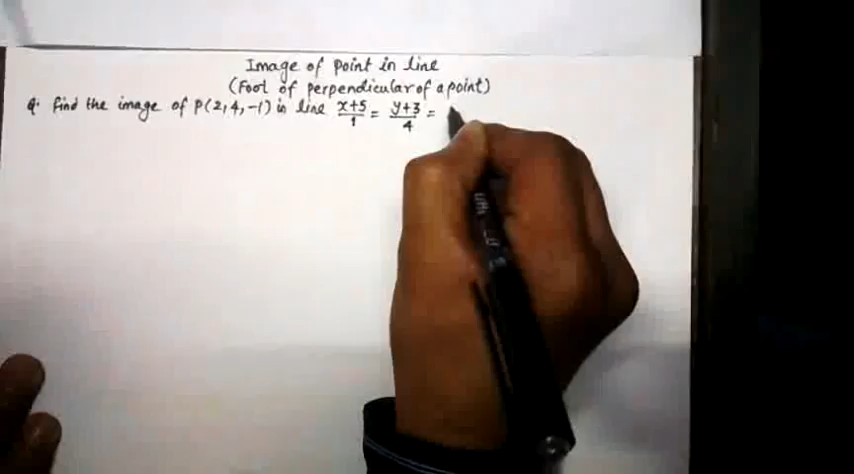 Image of point in line
(Foot of perpendicular of a point)
Q. Find the image of P(2, 4, -1) in line x+5/1 = y+3/4 =